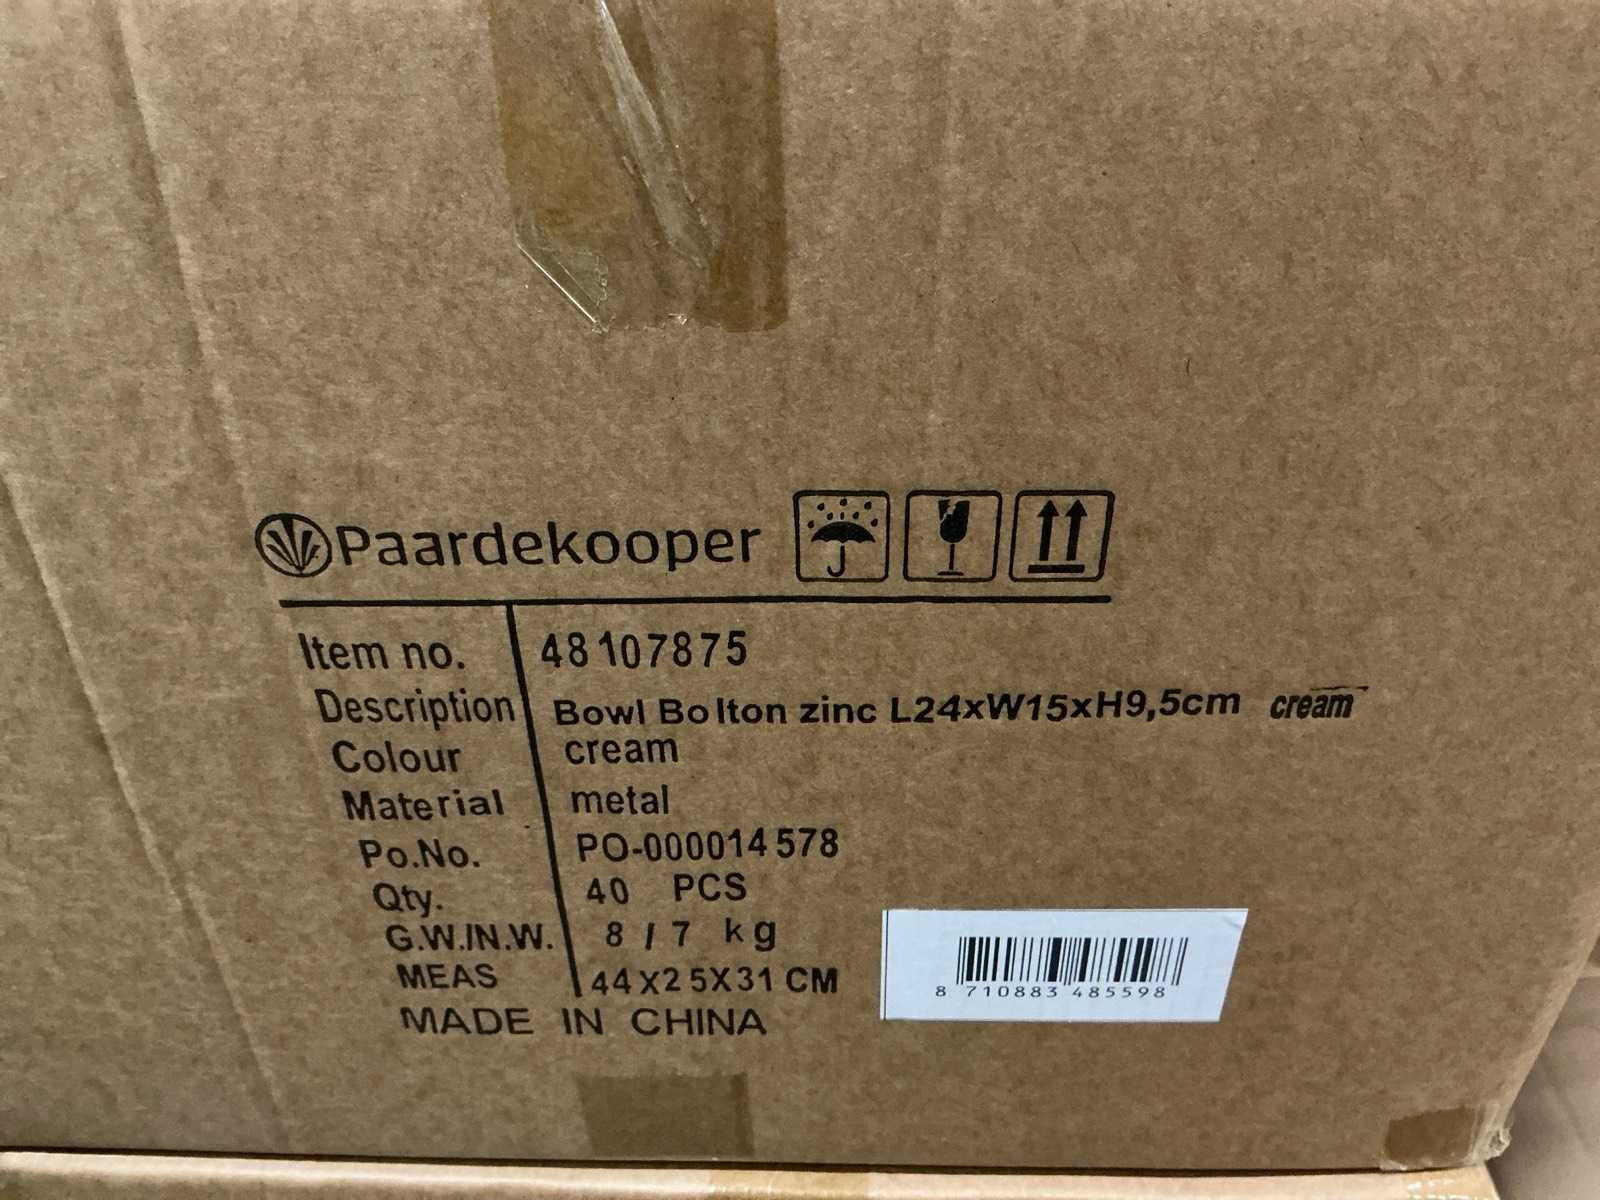 Paardekooper
Item no. 48107875
Description Bowl Bolton zinc L24xW15xH9,5cm cream
Colour cream
Material metal
Po.No. PO-000014578
Qty. 40 PCS
G.W./N.W. 8 / 7 kg
MEAS 44X25X31 CM
MADE IN CHINA
8 710883 485598